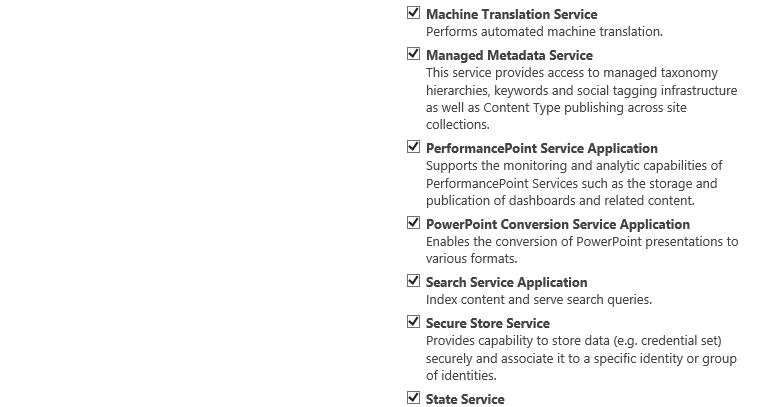 Machine Translation Service
Performs automated machine translation.
Managed Metadata Service
This service provides access to managed taxonomy
hierarchies, keywords and social tagging infrastructure
as well as Content Type publishing across site
collections.
PerformancePoint Service Application
Supports the monitoring and analytic capabilities of
PerformancePoint Services such as the storage and
publication of dashboards and related content.
PowerPoint Conversion Service Application
Enables the conversion of PowerPoint presentations to
various formats.
Search Service Application
Index content and serve search queries.
Secure Store Service
Provides capability to store data (e.g. credential set)
securely and associate it to a specific identity or group
of identities.
State Service